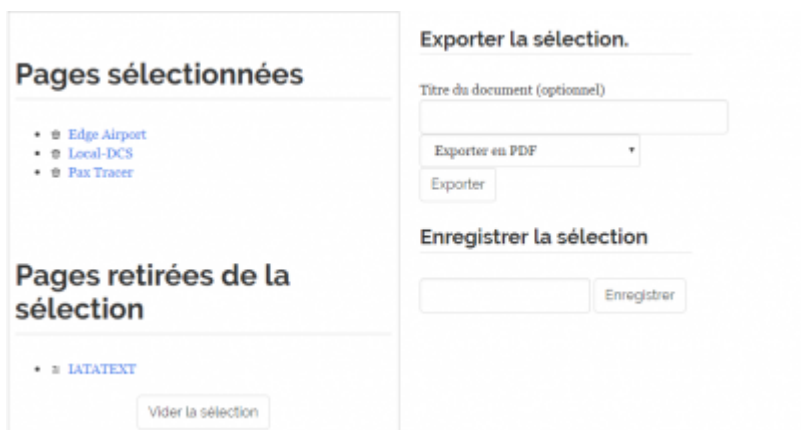 Pages sélectionnées
Edge Airport
Local-DCS
Pax Tracer
Pages retirées de la
sélection
IATATEXT
Vider la sélection
Exporter la sélection.
Titre du document (optionnel)
Exporter en PDF
Exporter
Enregistrer la sélection
Enregistrer